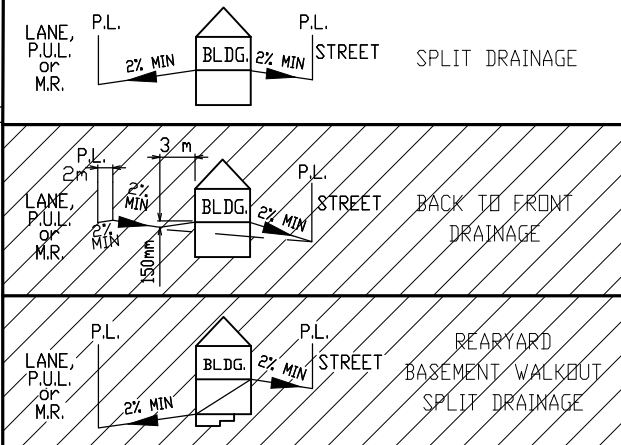 P.L.
P.L.
LANE,
P.U.L.
or
M.R.
2% MIN
BLDG.
2% MIN
STREET
SPLIT DRAINAGE
3 m
P.L.
2m
P.L.
LANE,
P.U.L.
or
M.R.
2%
MIN
2%
MIN
150mm
BLDG.
2% MIN
STREET
BACK TO FRONT
DRAINAGE
P.L.
P.L.
LANE,
P.U.L.
or
M.R.
2% MIN
BLDG.
2% MIN
STREET
REARYARD
BASEMENT WALKOUT
SPLIT DRAINAGE